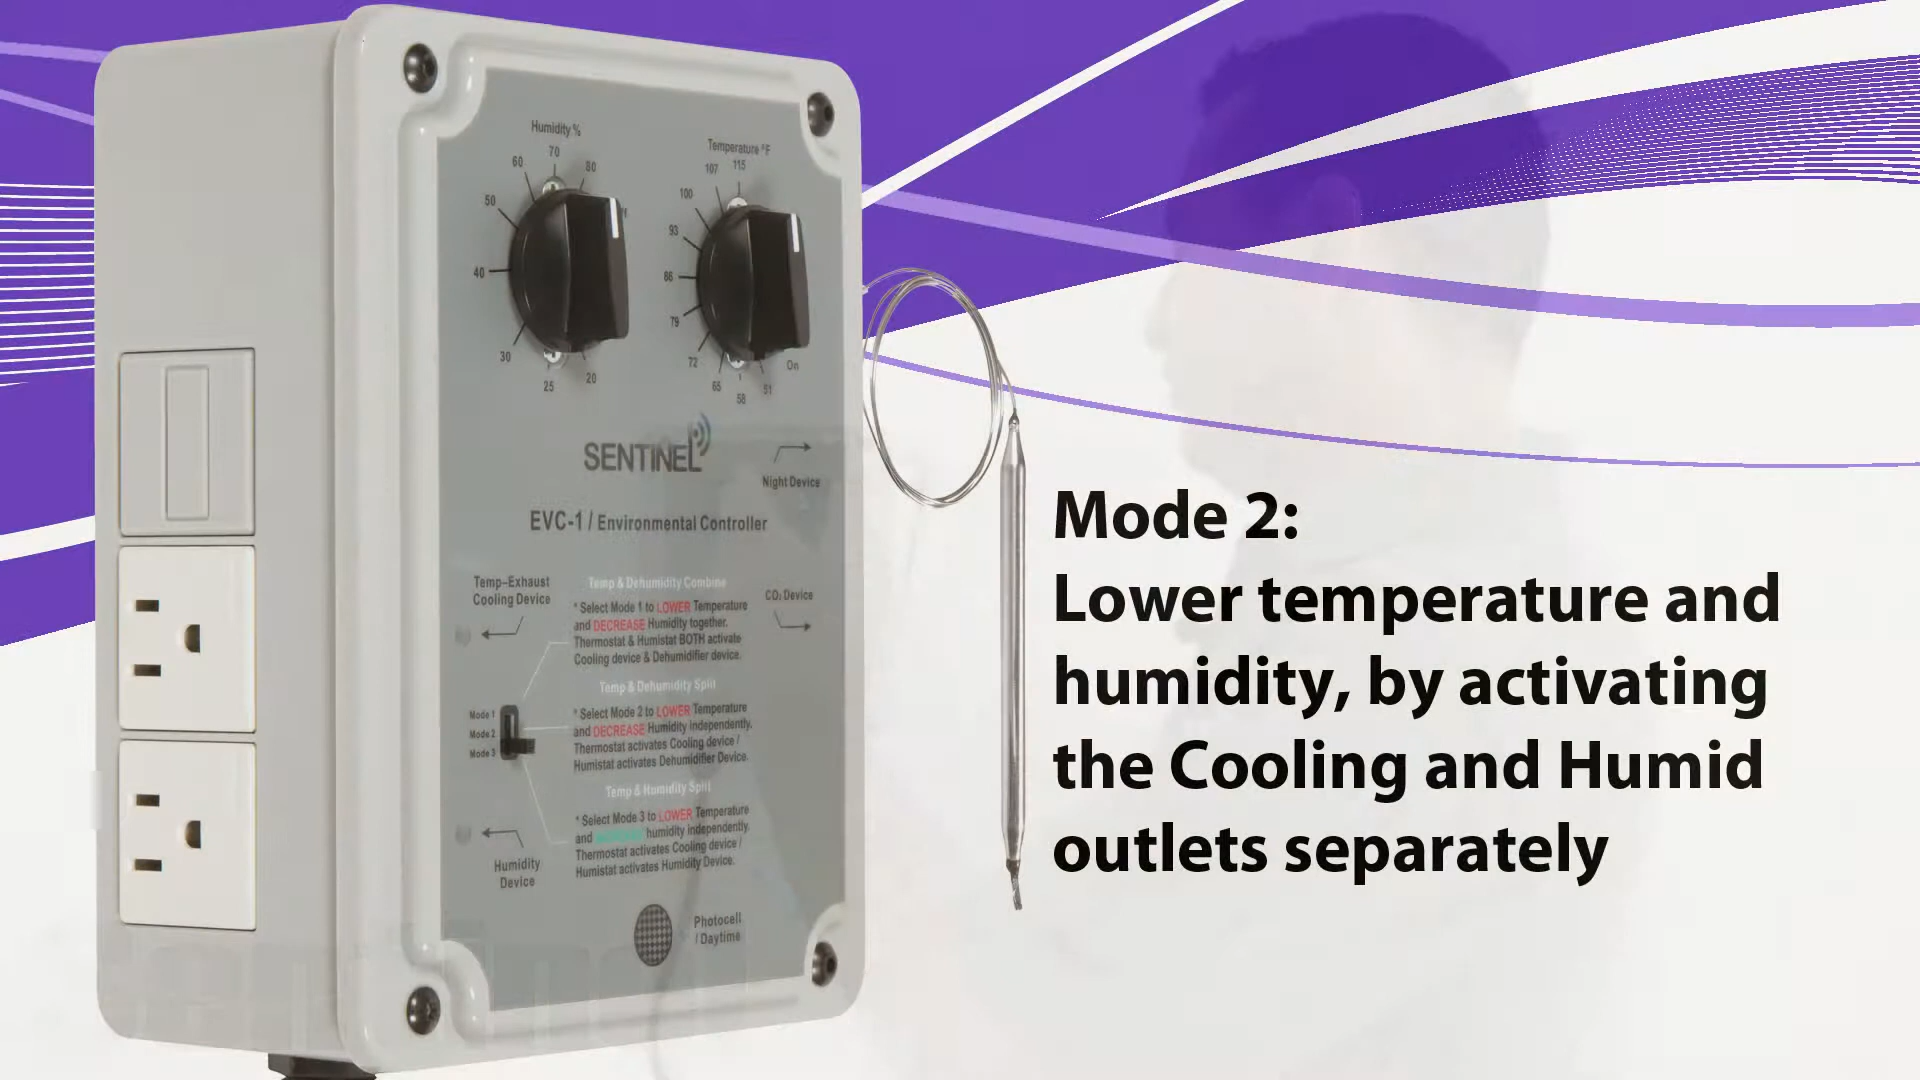 Humidity %
70
60
80
50
40
30
25
20
Temperature °F
115
107
100
93
86
79
72
65
58
51
On
SENTINEL
Night Device
EVC-1 / Environmental Controller
Temp-Exhaust
Cooling Device
Temp & Dehumidity Combine
* Select Mode 1 to LOWER Temperature
and DECREASE Humidity together.
Thermostat & Humistat BOTH activate
Cooling device & Dehumidifier device.
CO₂ Device
Temp & Dehumidity Split
* Select Mode 2 to LOWER Temperature
and DECREASE Humidity independently.
Thermostat activates Cooling device /
Humistat activates Dehumidifier Device.
Mode 1
Mode 2
Mode 3
Temp & Humidity Split
* Select Mode 3 to LOWER Temperature
and humidity independently.
Thermostat activates Cooling device /
Humistat activates Humidity Device.
Humidity
Device
Photocell
/ Daytime
Mode 2:
Lower temperature and
humidity, by activating
the Cooling and Humid
outlets separately